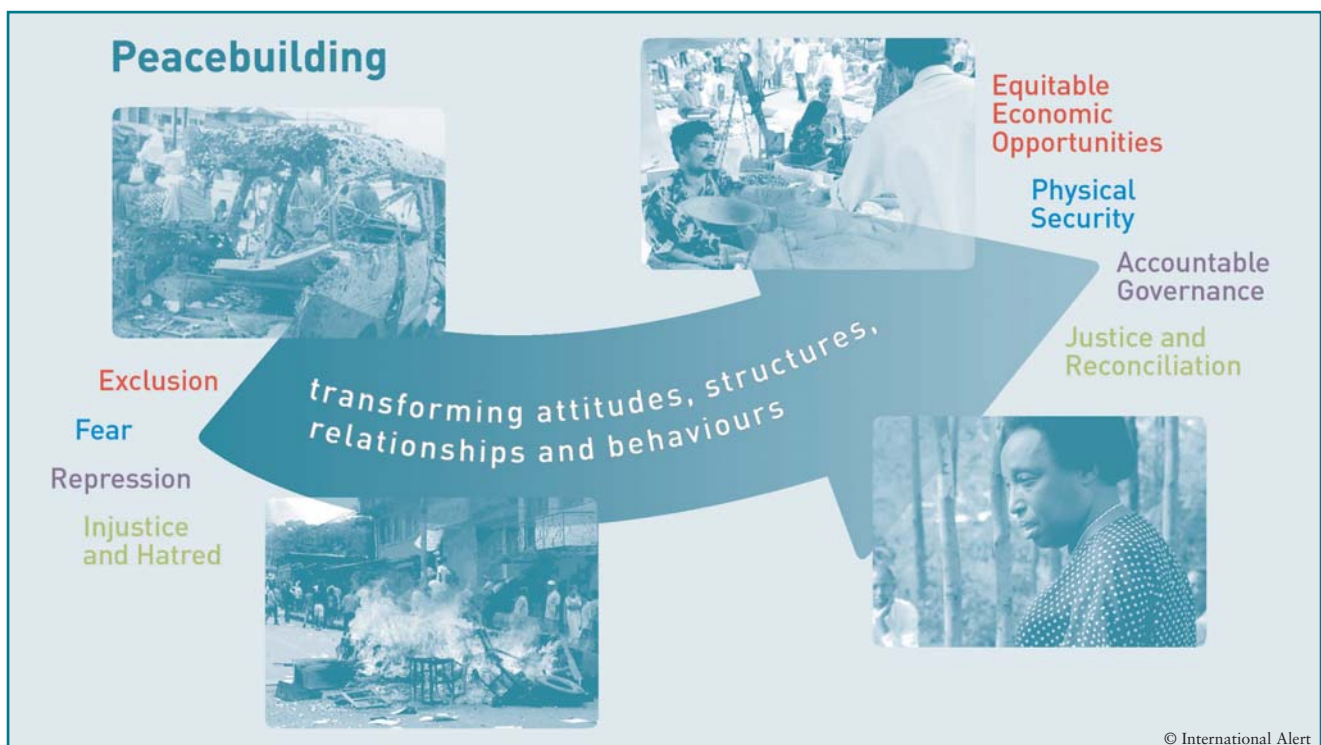 Peacebuilding
Equitable
Economic
Opportunities
Physical
Security
Accountable
Governance
Justice and
Reconciliation
transforming attitudes, structures,
relationships and behaviours
Exclusion
Fear
Repression
Injustice
and Hatred
© International Alert